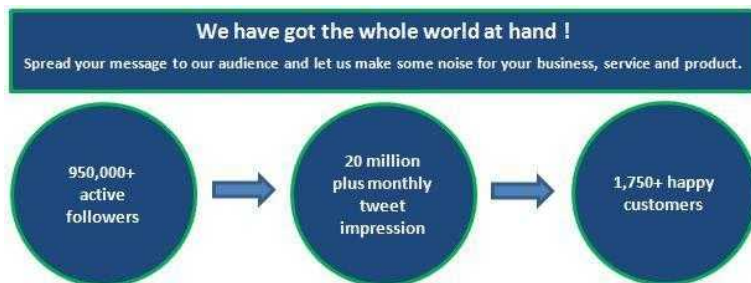 We have got the whole world at hand !
Spread your message to our audience and let us make some noise for your business, service and product.
950,000+
active
followers
20 million
plus monthly
tweet
impression
1,750+ happy
customers